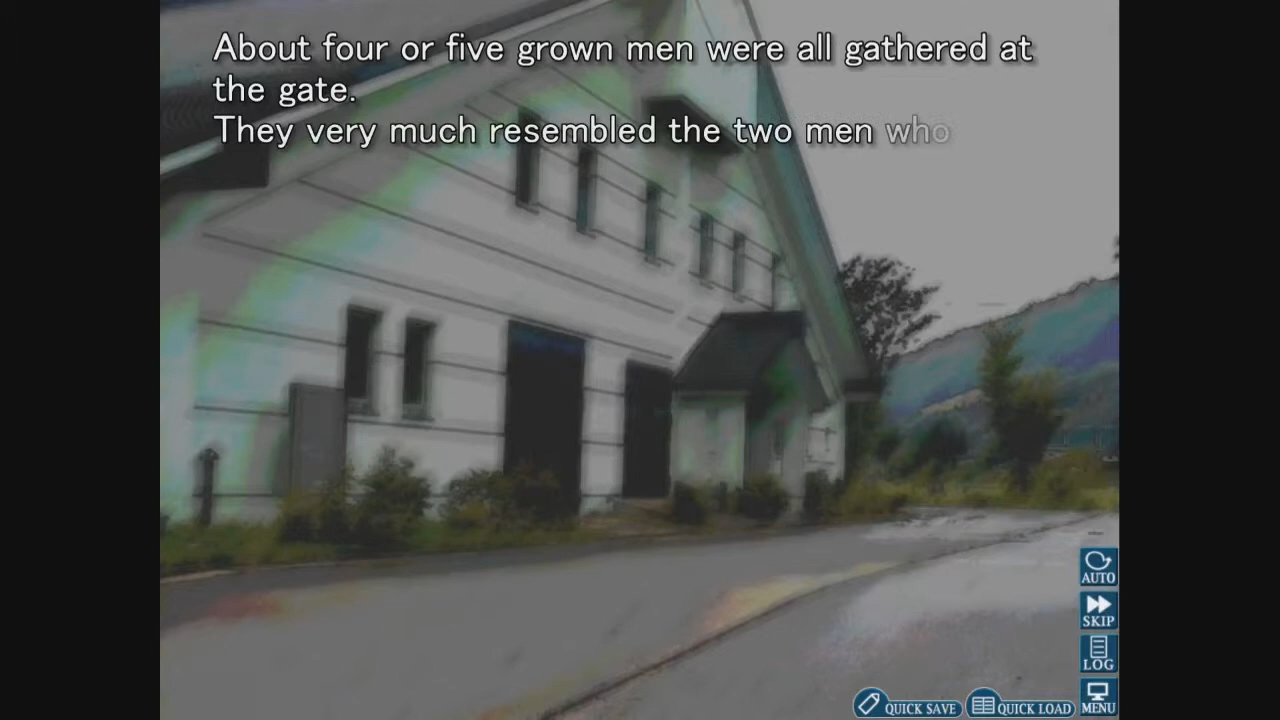 About four or five grown men were all gathered at
the gate.
They very much resembled the two men who
AUTO
SKIP
LOG
MENU
QUICK SAVE
QUICK LOAD